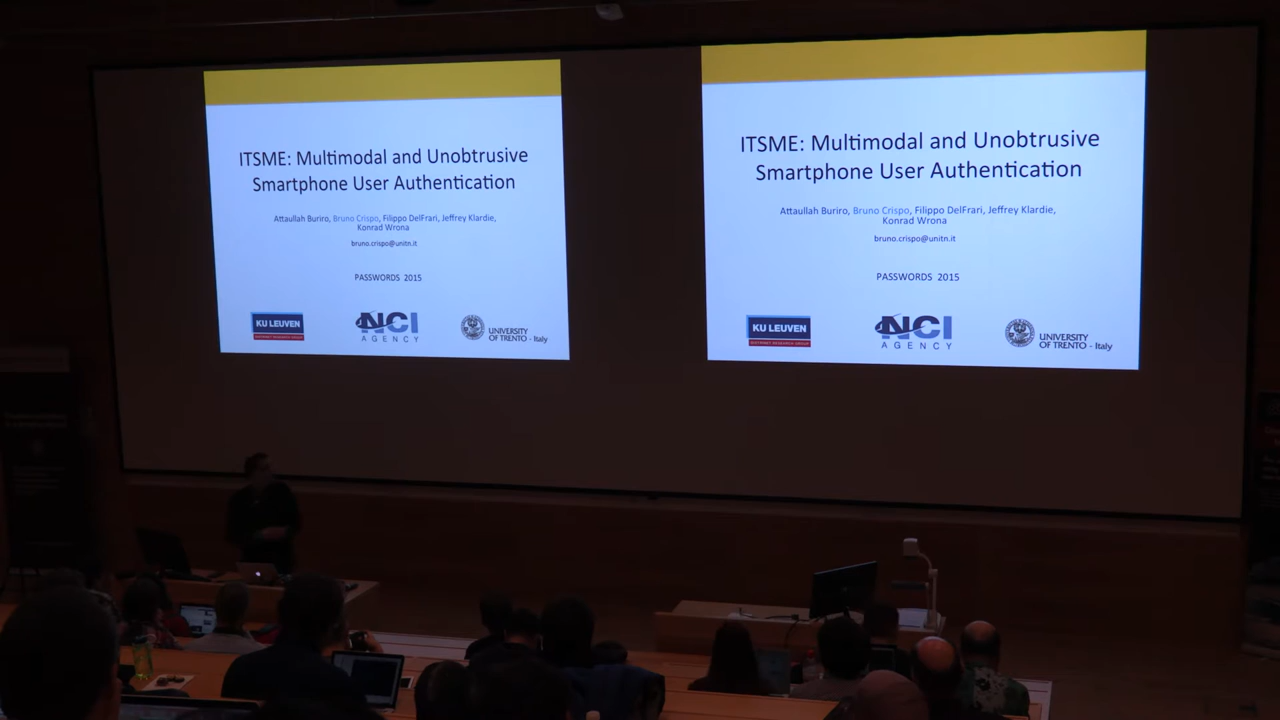 ITSME: Multimodal and Unobtrusive
Smartphone User Authentication
Attaullah Buriro, Bruno Crispo, Filippo DelFrari, Jeffrey Klardie,
Konrad Wrona
bruno.crispo@unitn.it
PASSWORDS 2015
KU LEUVEN
NCI
AGENCY
UNIVERSITY
OF TRENTO - Italy
ITSME: Multimodal and Unobtrusive
Smartphone User Authentication
Attaullah Buriro, Bruno Crispo, Filippo DelFrari, Jeffrey Klardie,
Konrad Wrona
bruno.crispo@unitn.it
PASSWORDS 2015
KU LEUVEN
NCI
AGENCY
UNIVERSITY
OF TRENTO - Italy